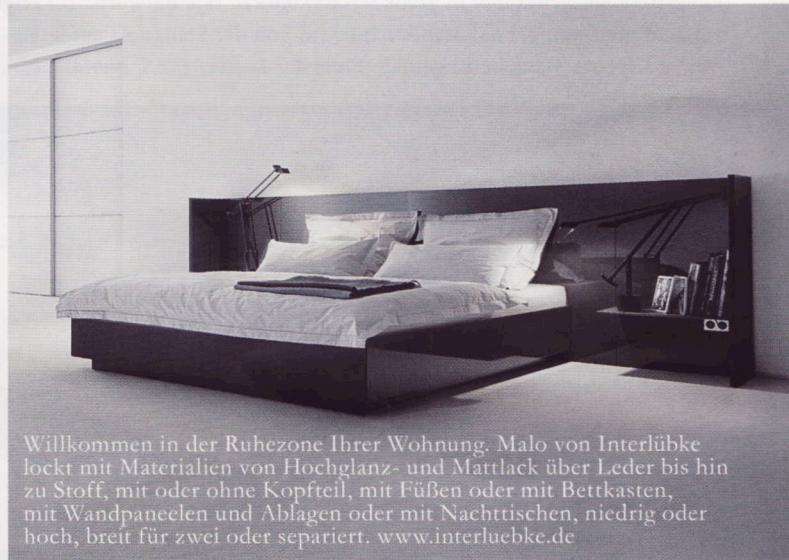 Willkommen in der Ruhezone Ihrer Wohnung. Malo von Interlübke
lockt mit Materialien von Hochglanz- und Mattlack über Leder bis hin
zu Stoff, mit oder ohne Kopfteil, mit Füßen oder mit Bettkasten,
mit Wandpaneelen und Ablagen oder mit Nachttischen, niedrig oder
hoch, breit für zwei oder separiert. www.interluebke.de